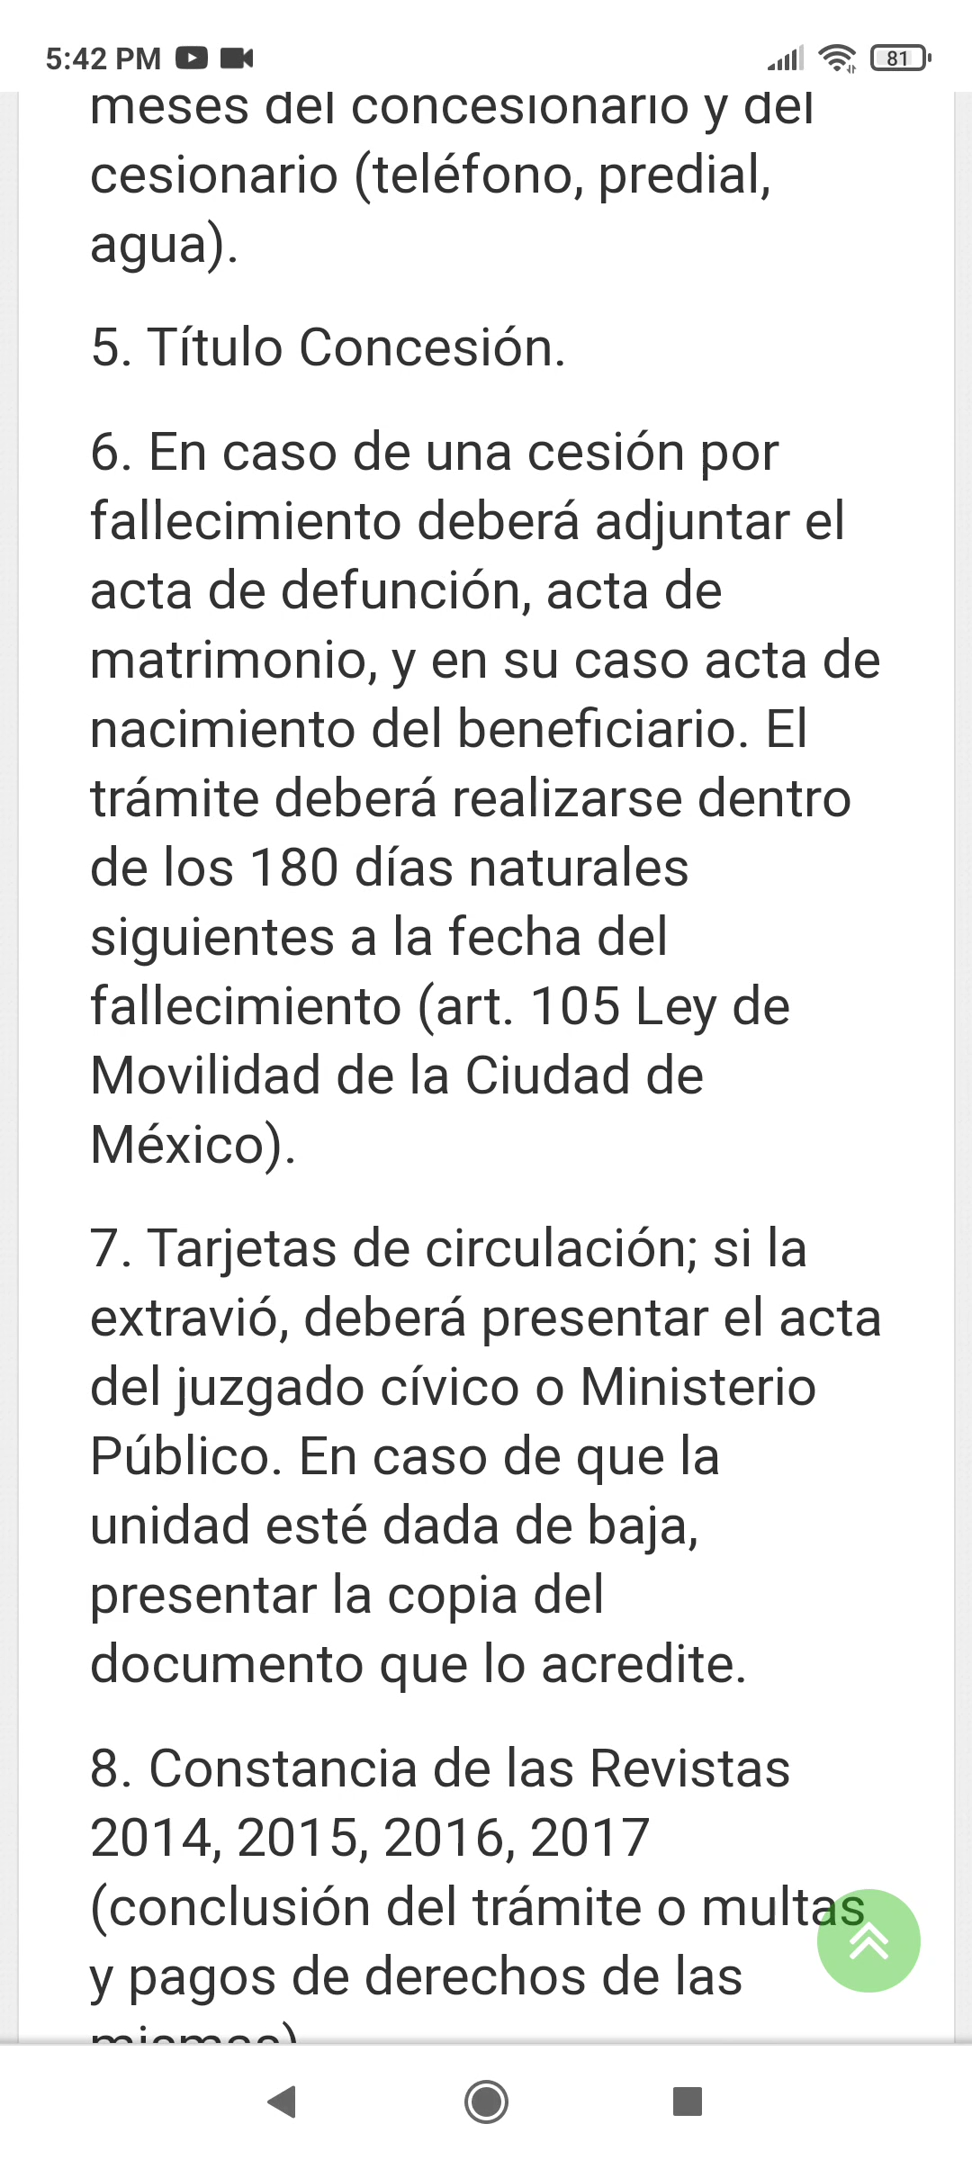 5:42 PM
81
meses del concesionario y del
cesionario (teléfono, predial,
agua).
5. Título Concesión.
6. En caso de una cesión por
fallecimiento deberá adjuntar el
acta de defunción, acta de
matrimonio, y en su caso acta de
nacimiento del beneficiario. El
trámite deberá realizarse dentro
de los 180 días naturales
siguientes a la fecha del
fallecimiento (art. 105 Ley de
Movilidad de la Ciudad de
México).
7. Tarjetas de circulación; si la
extravió, deberá presentar el acta
del juzgado cívico o Ministerio
Público. En caso de que la
unidad esté dada de baja,
presentar la copia del
documento que lo acredite.
8. Constancia de las Revistas
2014, 2015, 2016, 2017
(conclusión del trámite o multas
y pagos de derechos de las
mismas)